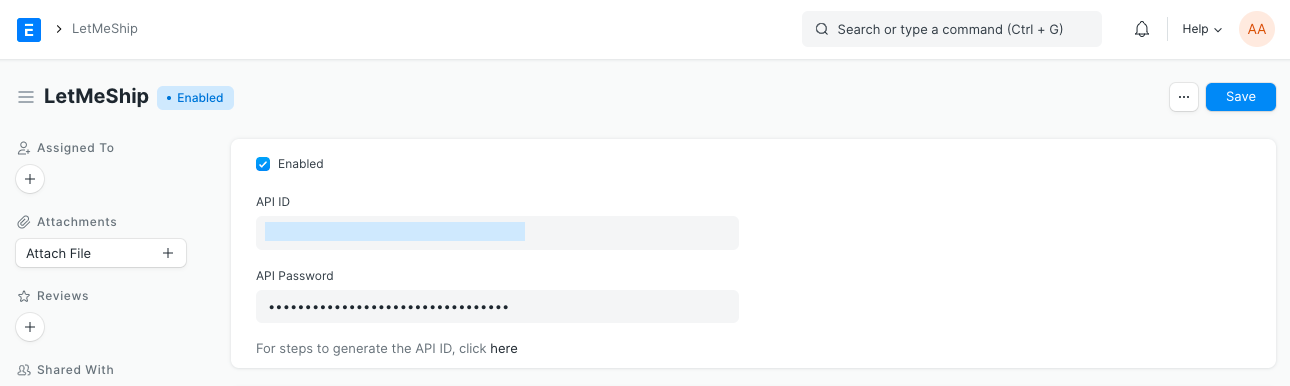 E
LetMeShip
Search or type a command (Ctrl + G)
Help
AA
LetMeShip
• Enabled
...
Save
Assigned To
+
Attachments
Attach File +
Reviews
+
Shared With
Enabled
API ID
API Password
••••••••••••••••••••••••••••••••
For steps to generate the API ID, click here